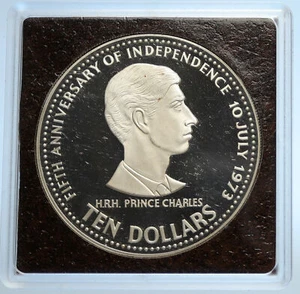 FIFTH ANNIVERSARY OF INDEPENDENCE 10 JULY 1973
H.R.H. PRINCE CHARLES
TEN DOLLARS